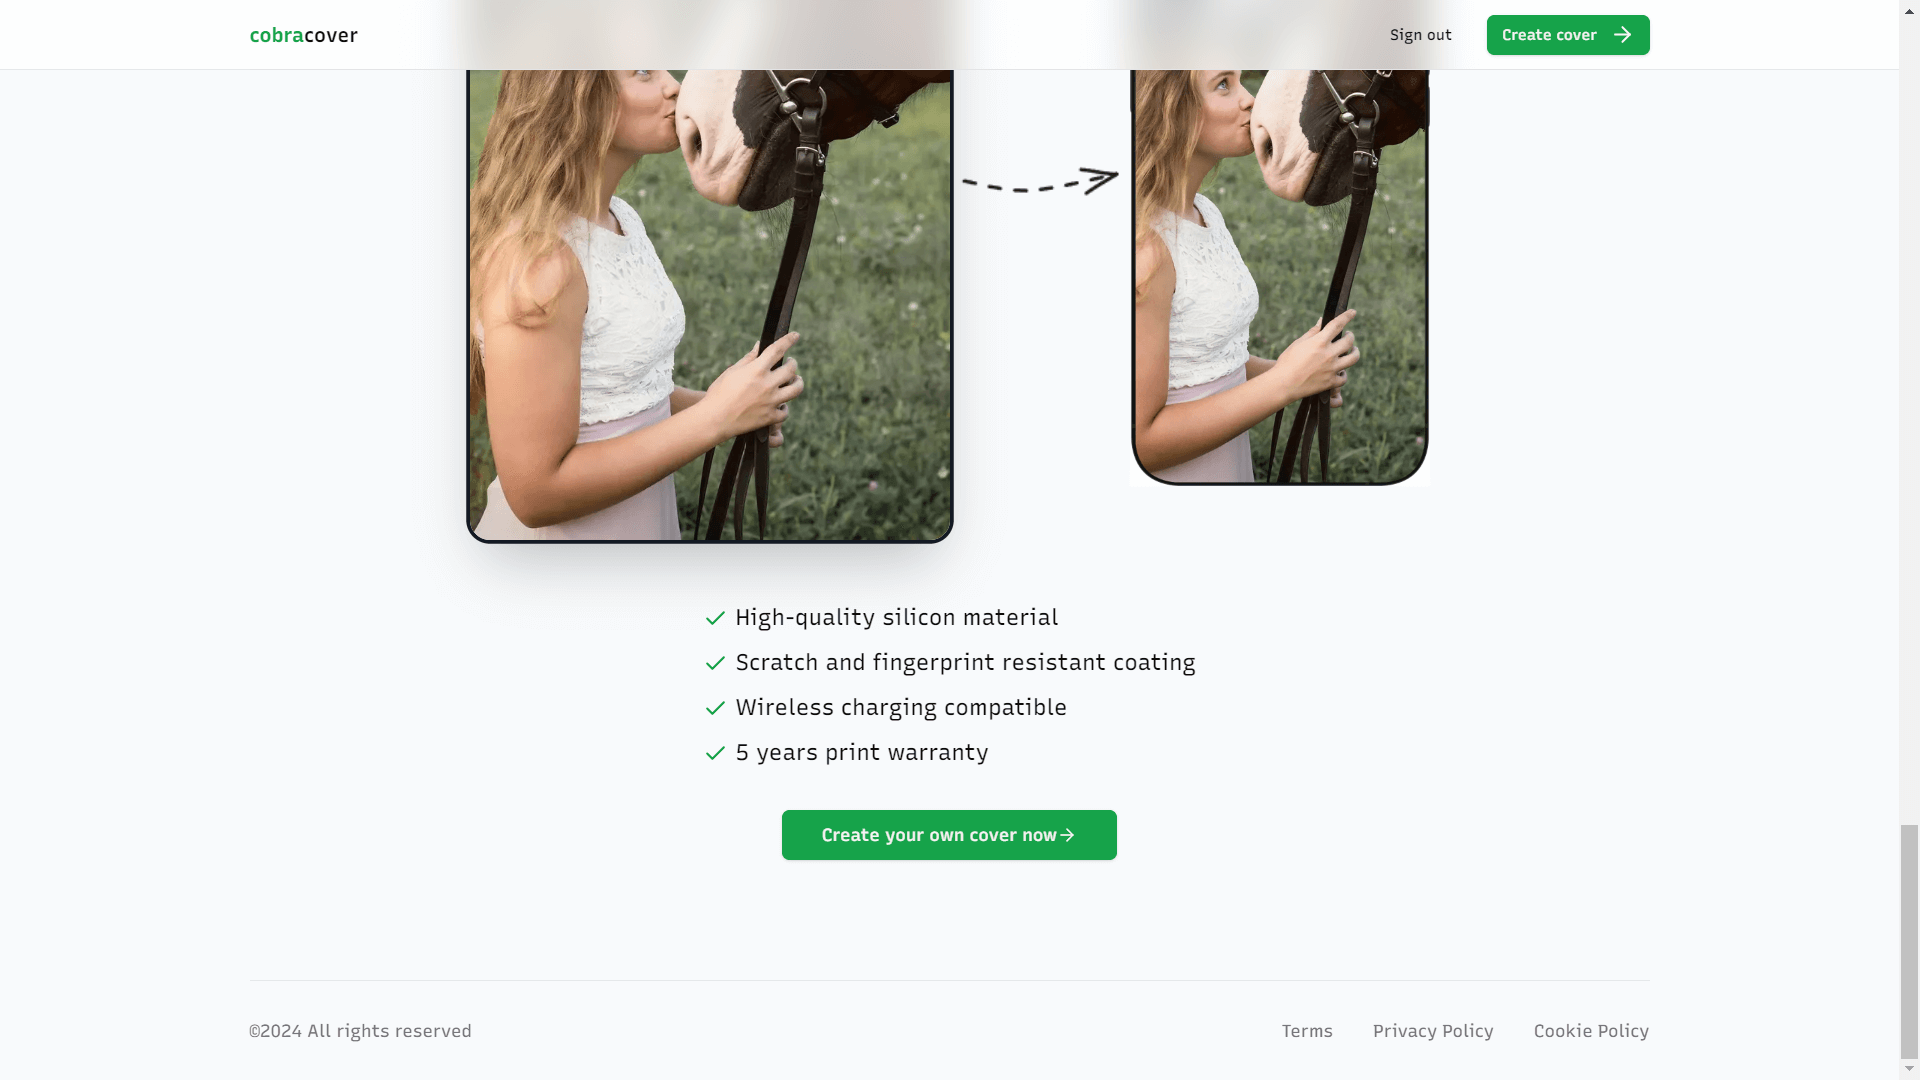 cobracover
Sign out
Create cover
High-quality silicon material
Scratch and fingerprint resistant coating
Wireless charging compatible
5 years print warranty
Create your own cover now
©2024 All rights reserved
Terms
Privacy Policy
Cookie Policy